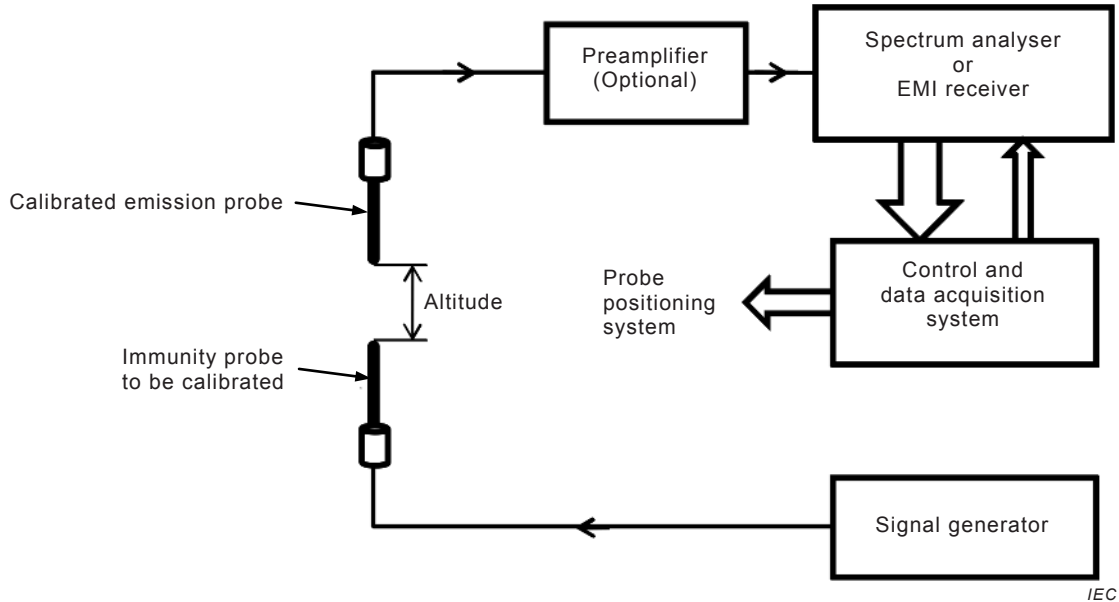 Preamplifier
(Optional)
Spectrum analyser
or
EMI receiver
Calibrated emission probe
Altitude
Probe
positioning
system
Control and
data acquisition
system
Immunity probe
to be calibrated
Signal generator
IEC